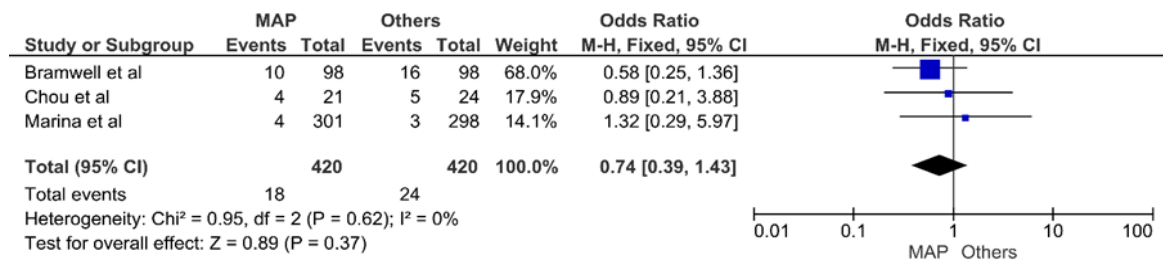 MAP Others Odds Ratio Odds Ratio
Study or Subgroup Events Total Events Total Weight M-H, Fixed, 95% CI M-H, Fixed, 95% CI
Bramwell et al 10 98 16 98 68.0% 0.58 [0.25, 1.36]
Chou et al 4 21 5 24 17.9% 0.89 [0.21, 3.88]
Marina et al 4 301 3 298 14.1% 1.32 [0.29, 5.97]
Total (95% CI) 420 420 100.0% 0.74 [0.39, 1.43]
Total events 18 24
Heterogeneity: Chi² = 0.95, df = 2 (P = 0.62); I² = 0%
Test for overall effect: Z = 0.89 (P = 0.37)
0.01 0.1 1 10 100
MAP Others